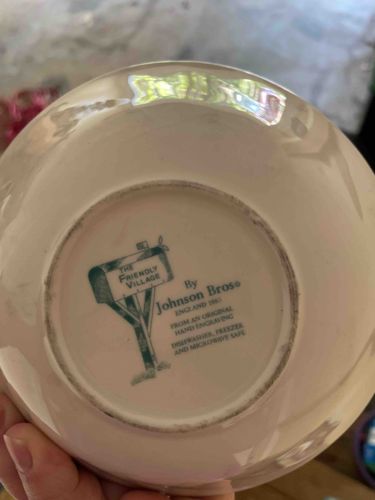 THE
FRIENDLY
VILLAGE
By
Johnson Bros®
ENGLAND 1883
FROM AN ORIGINAL
HAND ENGRAVING
DISHWASHER, FREEZER
AND MICROWAVE SAFE